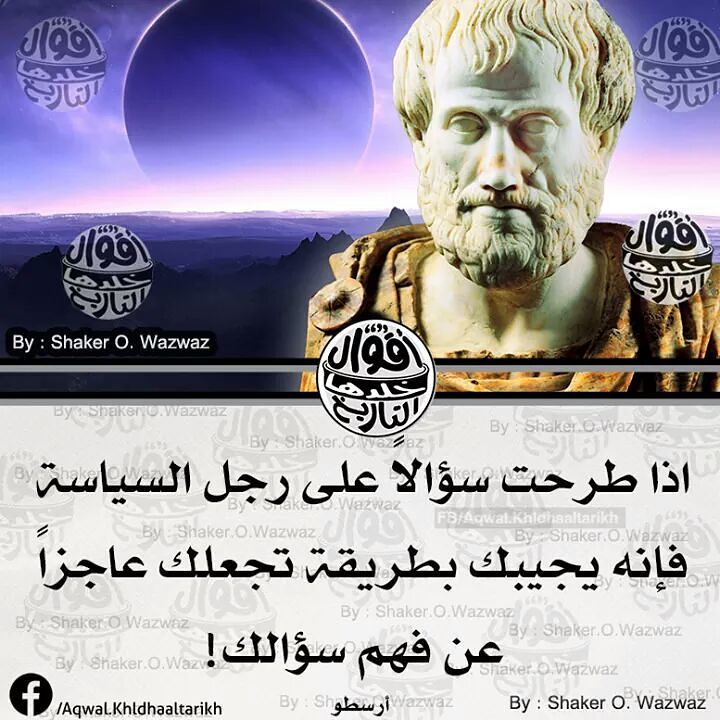 أقوال خلدها التاريخ
By : Shaker O. Wazwaz
اذا طرحت سؤالاً على رجل السياسة
FB/Aqwal.Khldhaaltarikh
فإنه يجيبك بطريقة تجعلك عاجزاً
عن فهم سؤالك!
أرسطو
/Aqwal.Khldhaaltarikh
By : Shaker O. Wazwaz